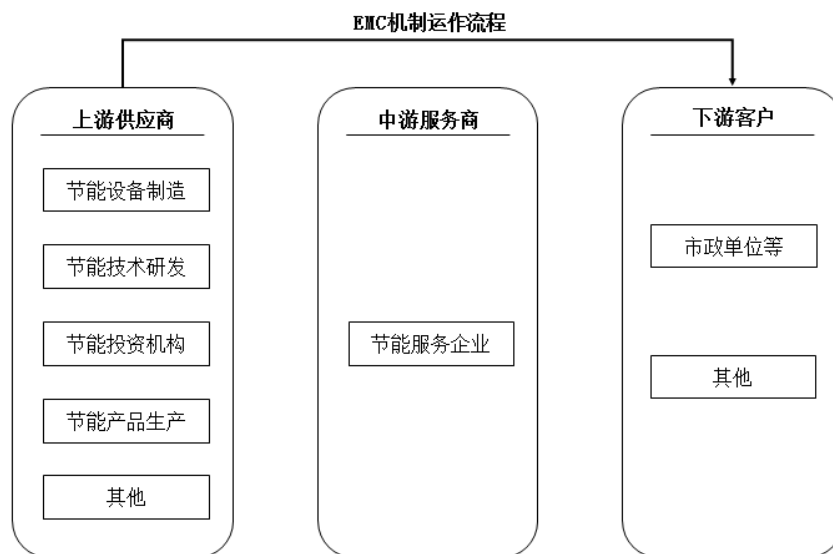 EMC机制运作流程
上游供应商
节能设备制造
节能技术研发
节能投资机构
节能产品生产
其他
中游服务商
节能服务企业
下游客户
市政单位等
其他